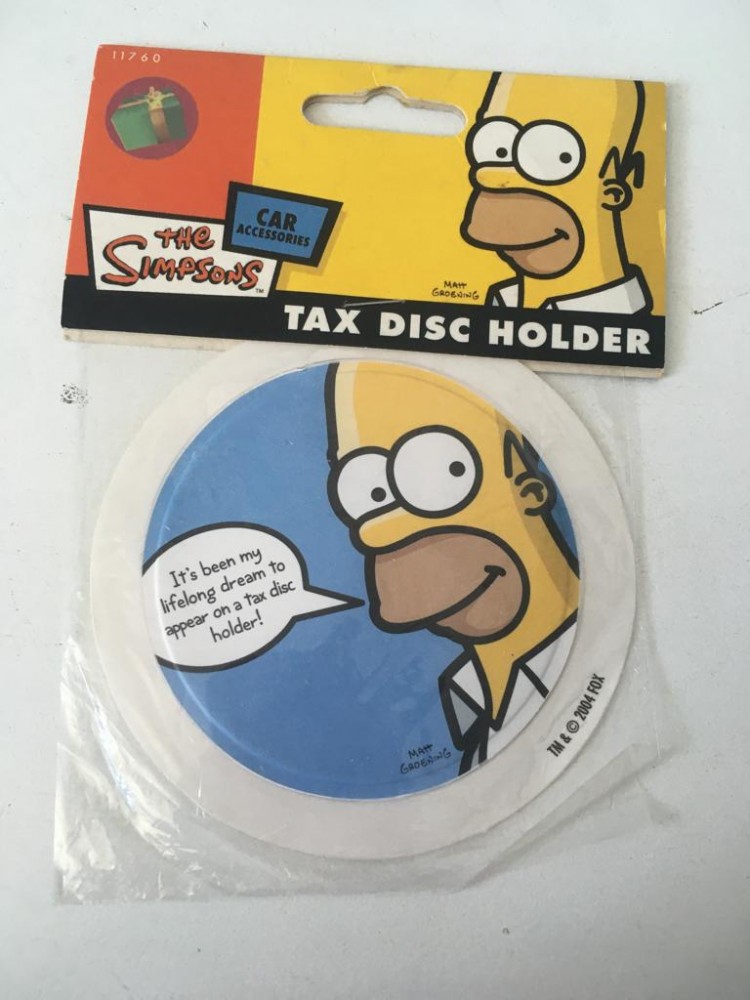 11760
CAR
ACCESSORIES
THE
SIMPSONS
TM
MATT
GROENING
TAX DISC HOLDER
It's been my
lifelong dream to
appear on a tax disc
holder!
MATT
GROENING
TM & © 2004 FOX